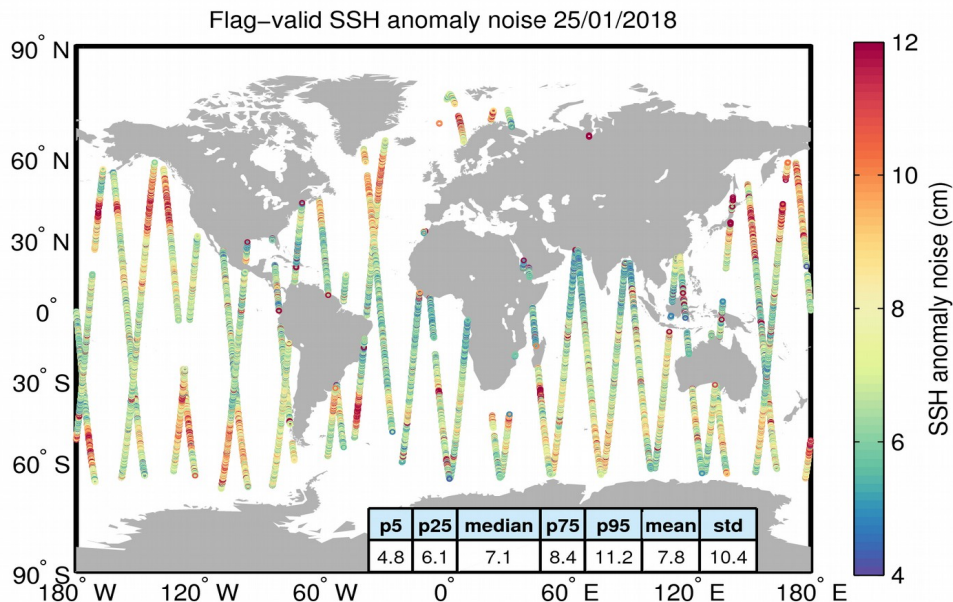 Flag−valid SSH anomaly noise 25/01/2018
90° N
60° N
30° N
0°
30° S
60° S
90° S
180° W
120° W
60° W
0°
60° E
120° E
180° E
p5 p25 median p75 p95 mean std
4.8 6.1 7.1 8.4 11.2 7.8 10.4
12
10
8
6
4
SSH anomaly noise (cm)